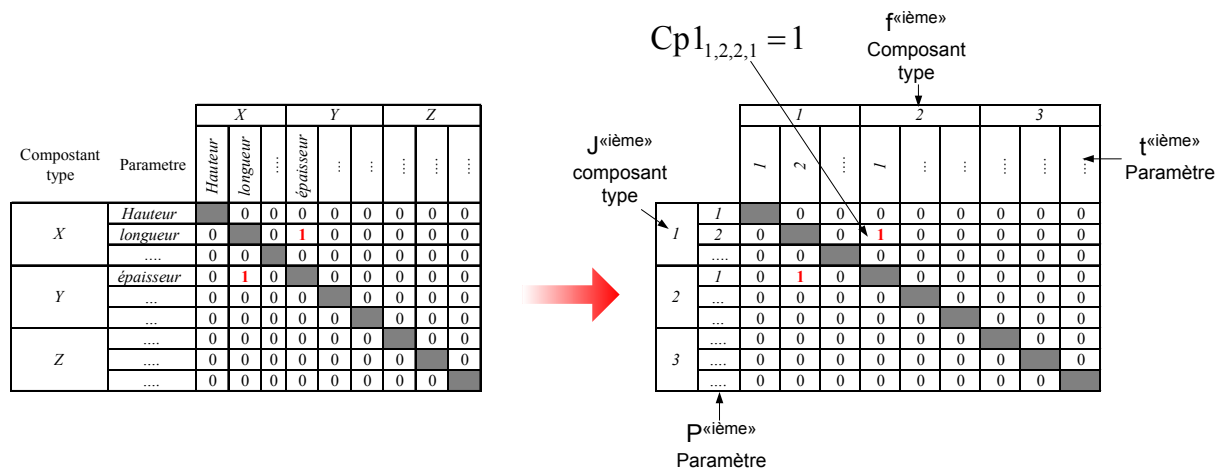 Cp1 1,2,2,1 = 1
f«ième»
Composant
type
X Y Z
Compostant
type
Parametre
Hauteur longueur .... épaisseur ... ... .... .... ....
X
Hauteur 0 0 0 0 0 0 0 0
longueur 0 0 1 0 0 0 0 0
.... 0 0 0 0 0 0 0 0
Y
épaisseur 0 1 0 0 0 0 0 0
... 0 0 0 0 0 0 0 0
... 0 0 0 0 0 0 0 0
Z
.... 0 0 0 0 0 0 0 0
.... 0 0 0 0 0 0 0 0
.... 0 0 0 0 0 0 0 0
J«ième»
composant
type
1 2 3
1 2 .... 1 ... ... .... .... ....
t«ième»
Paramètre
1
1 0 0 0 0 0 0 0 0
2 0 0 1 0 0 0 0 0
.... 0 0 0 0 0 0 0 0
2
1 0 1 0 0 0 0 0 0
... 0 0 0 0 0 0 0 0
... 0 0 0 0 0 0 0 0
3
.... 0 0 0 0 0 0 0 0
.... 0 0 0 0 0 0 0 0
.... 0 0 0 0 0 0 0 0
P«ième»
Paramètre